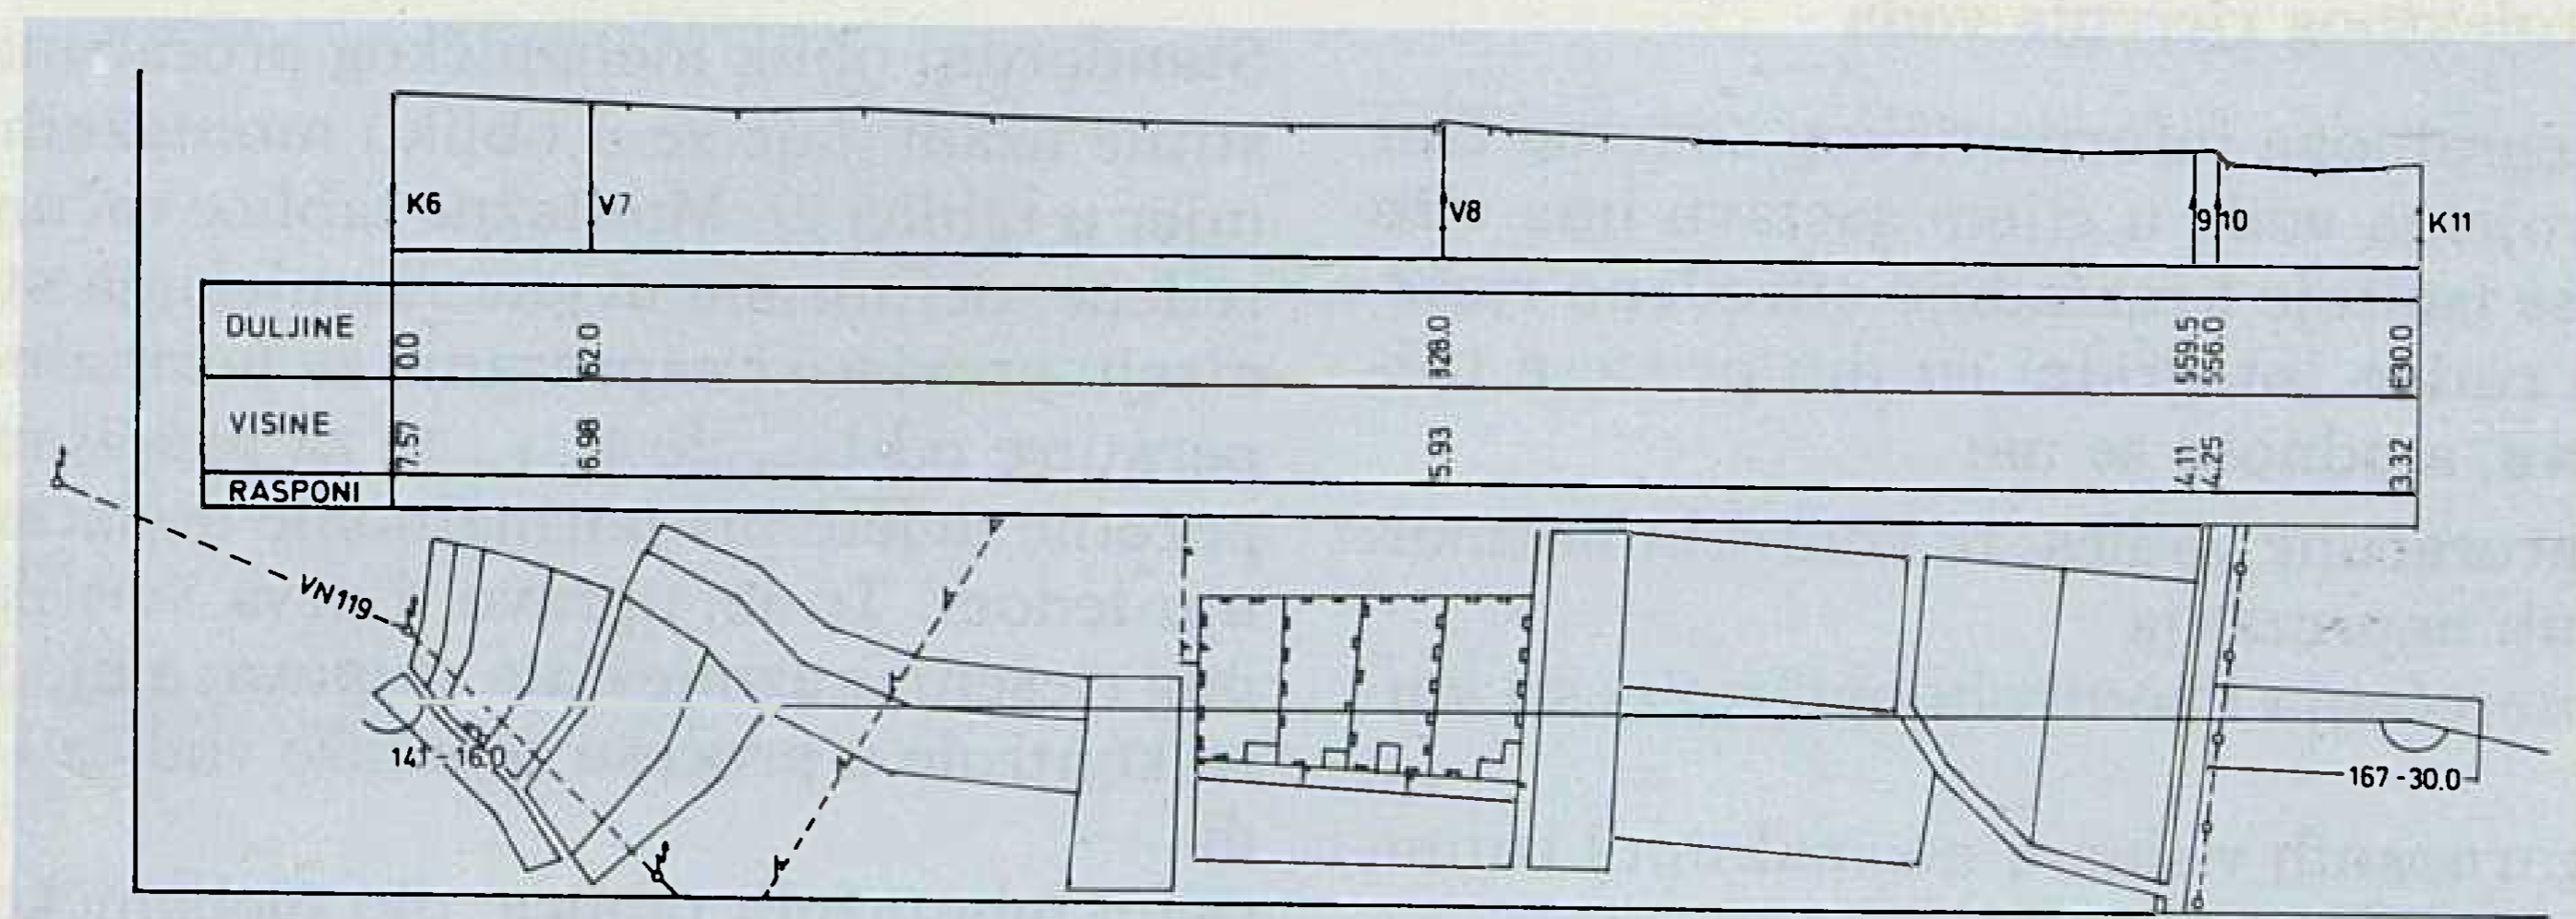 K6 V7 V8 9 10 K11
DULJINE 0.0 62.0 328.0 559.5 556.0 630.0
VISINE 7.57 6.98 5.93 4.11 4.25 3.32
RASPONI
VN119
141-16.0
167-30.0